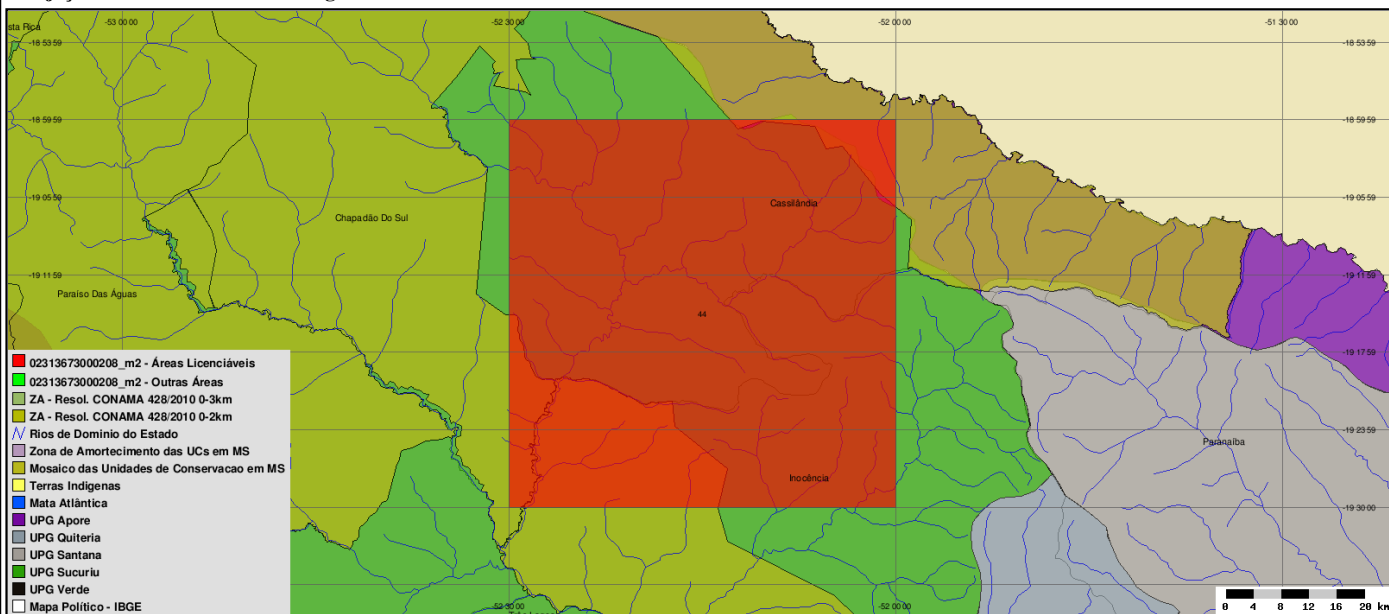 -53 00 00
-52 30 00
-52 00 00
-51 30 00
sta Rica
-18 53 59
-18 53 59
-18 59 59
-18 59 59
-19 05 59
-19 05 59
Cassilândia
Chapadão Do Sul
-19 11 59
-19 11 59
Paraíso Das Águas
44
-19 17 59
02313673000208_m2 - Áreas Licenciáveis
02313673000208_m2 - Outras Áreas
ZA - Resol. CONAMA 428/2010 0-3km
ZA - Resol. CONAMA 428/2010 0-2km
Rios de Dominio do Estado
-19 23 59
Zona de Amortecimento das UCs em MS
Paranaíba
Mosaico das Unidades de Conservacao em MS
Inocência
Terras Indigenas
Mata Atlântica
-19 30 00
UPG Apore
UPG Quiteria
UPG Santana
UPG Sucuriu
UPG Verde
Mapa Político - IBGE
-52 30 00
-52 00 00
0 4 8 12 16 20 km